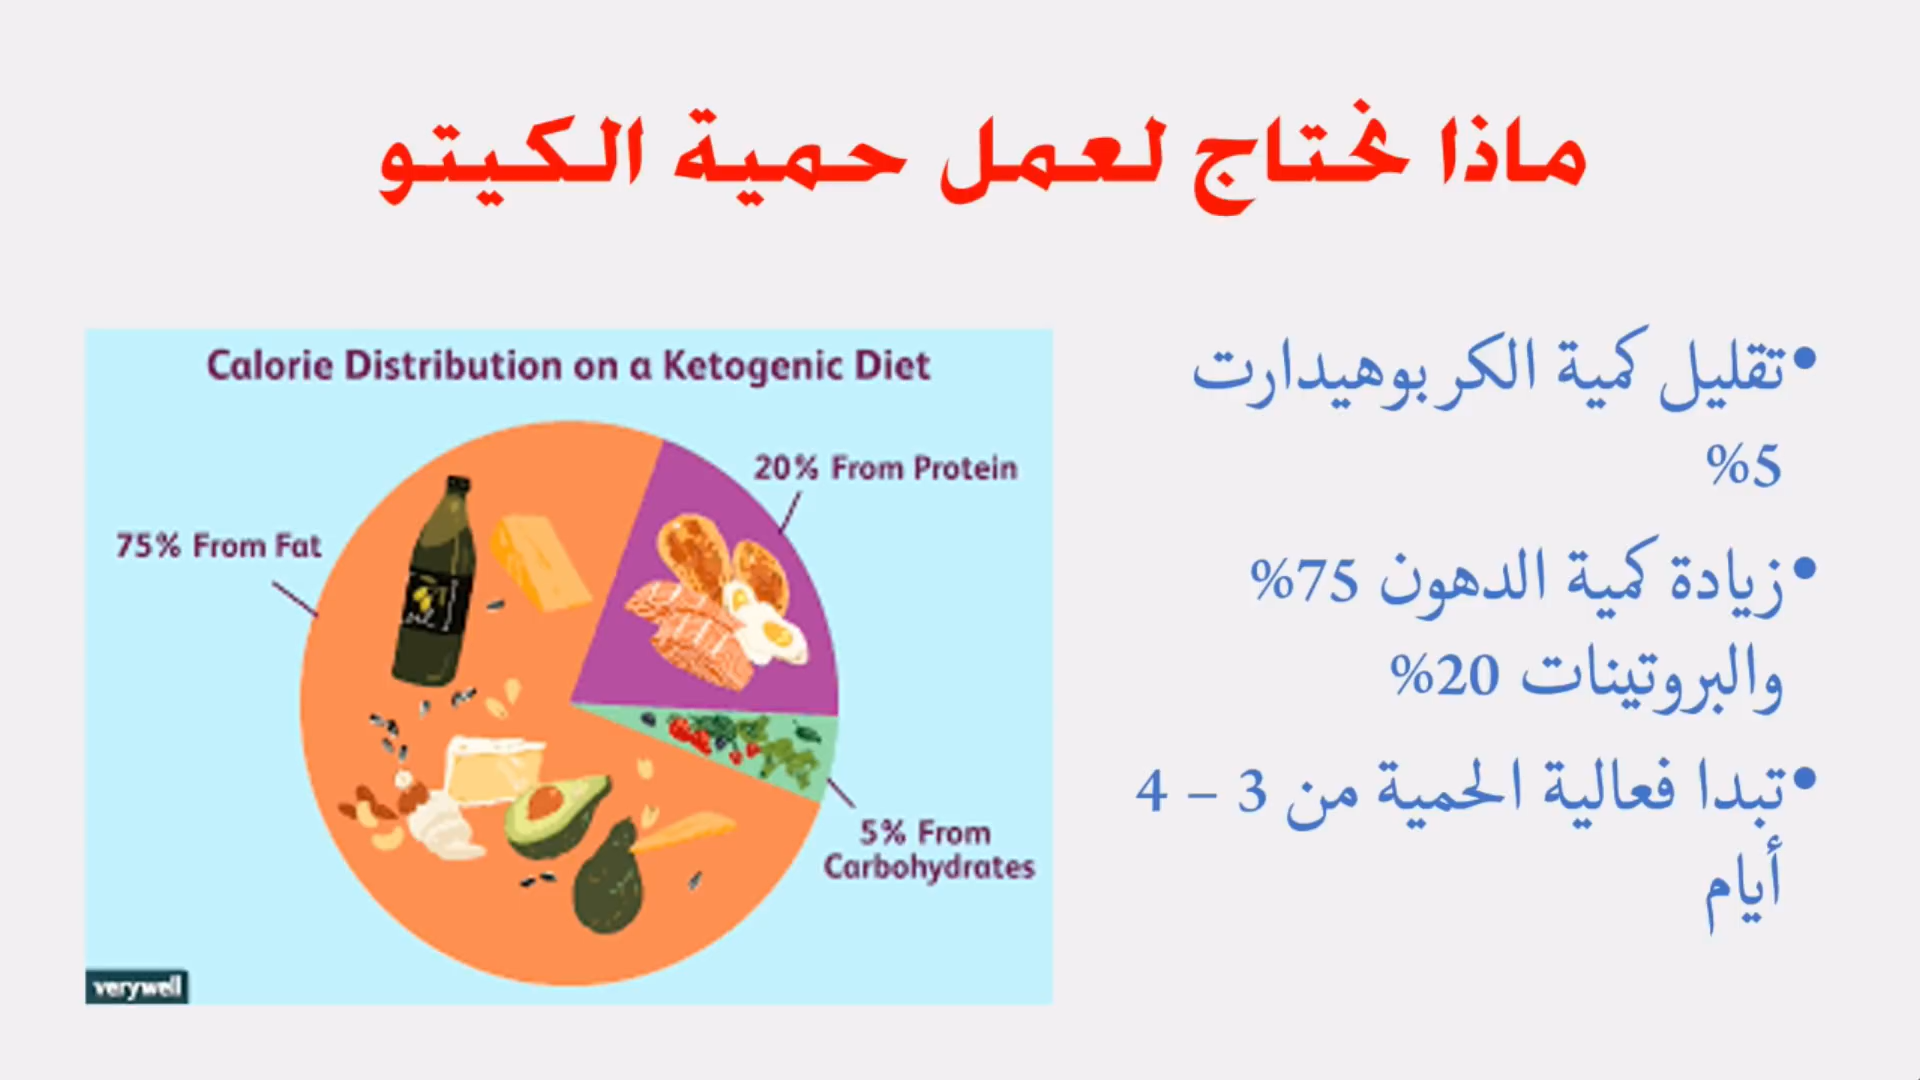 ماذا نحتاج لعمل حمية الكيتو
•تقليل كمية الكربوهيدارت
5%
•زيادة كمية الدهون 75%
والبروتينات 20%
•تبدا فعالية الحمية من 3 – 4
أيام
Calorie Distribution on a Ketogenic Diet
20% From Protein
75% From Fat
5% From
Carbohydrates
verywell